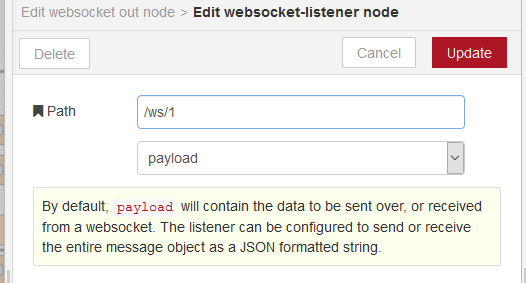 Edit websocket out node > Edit websocket-listener node
Delete
Cancel
Update
Path
/ws/1
payload
By default, payload will contain the data to be sent over, or received
from a websocket. The listener can be configured to send or receive
the entire message object as a JSON formatted string.